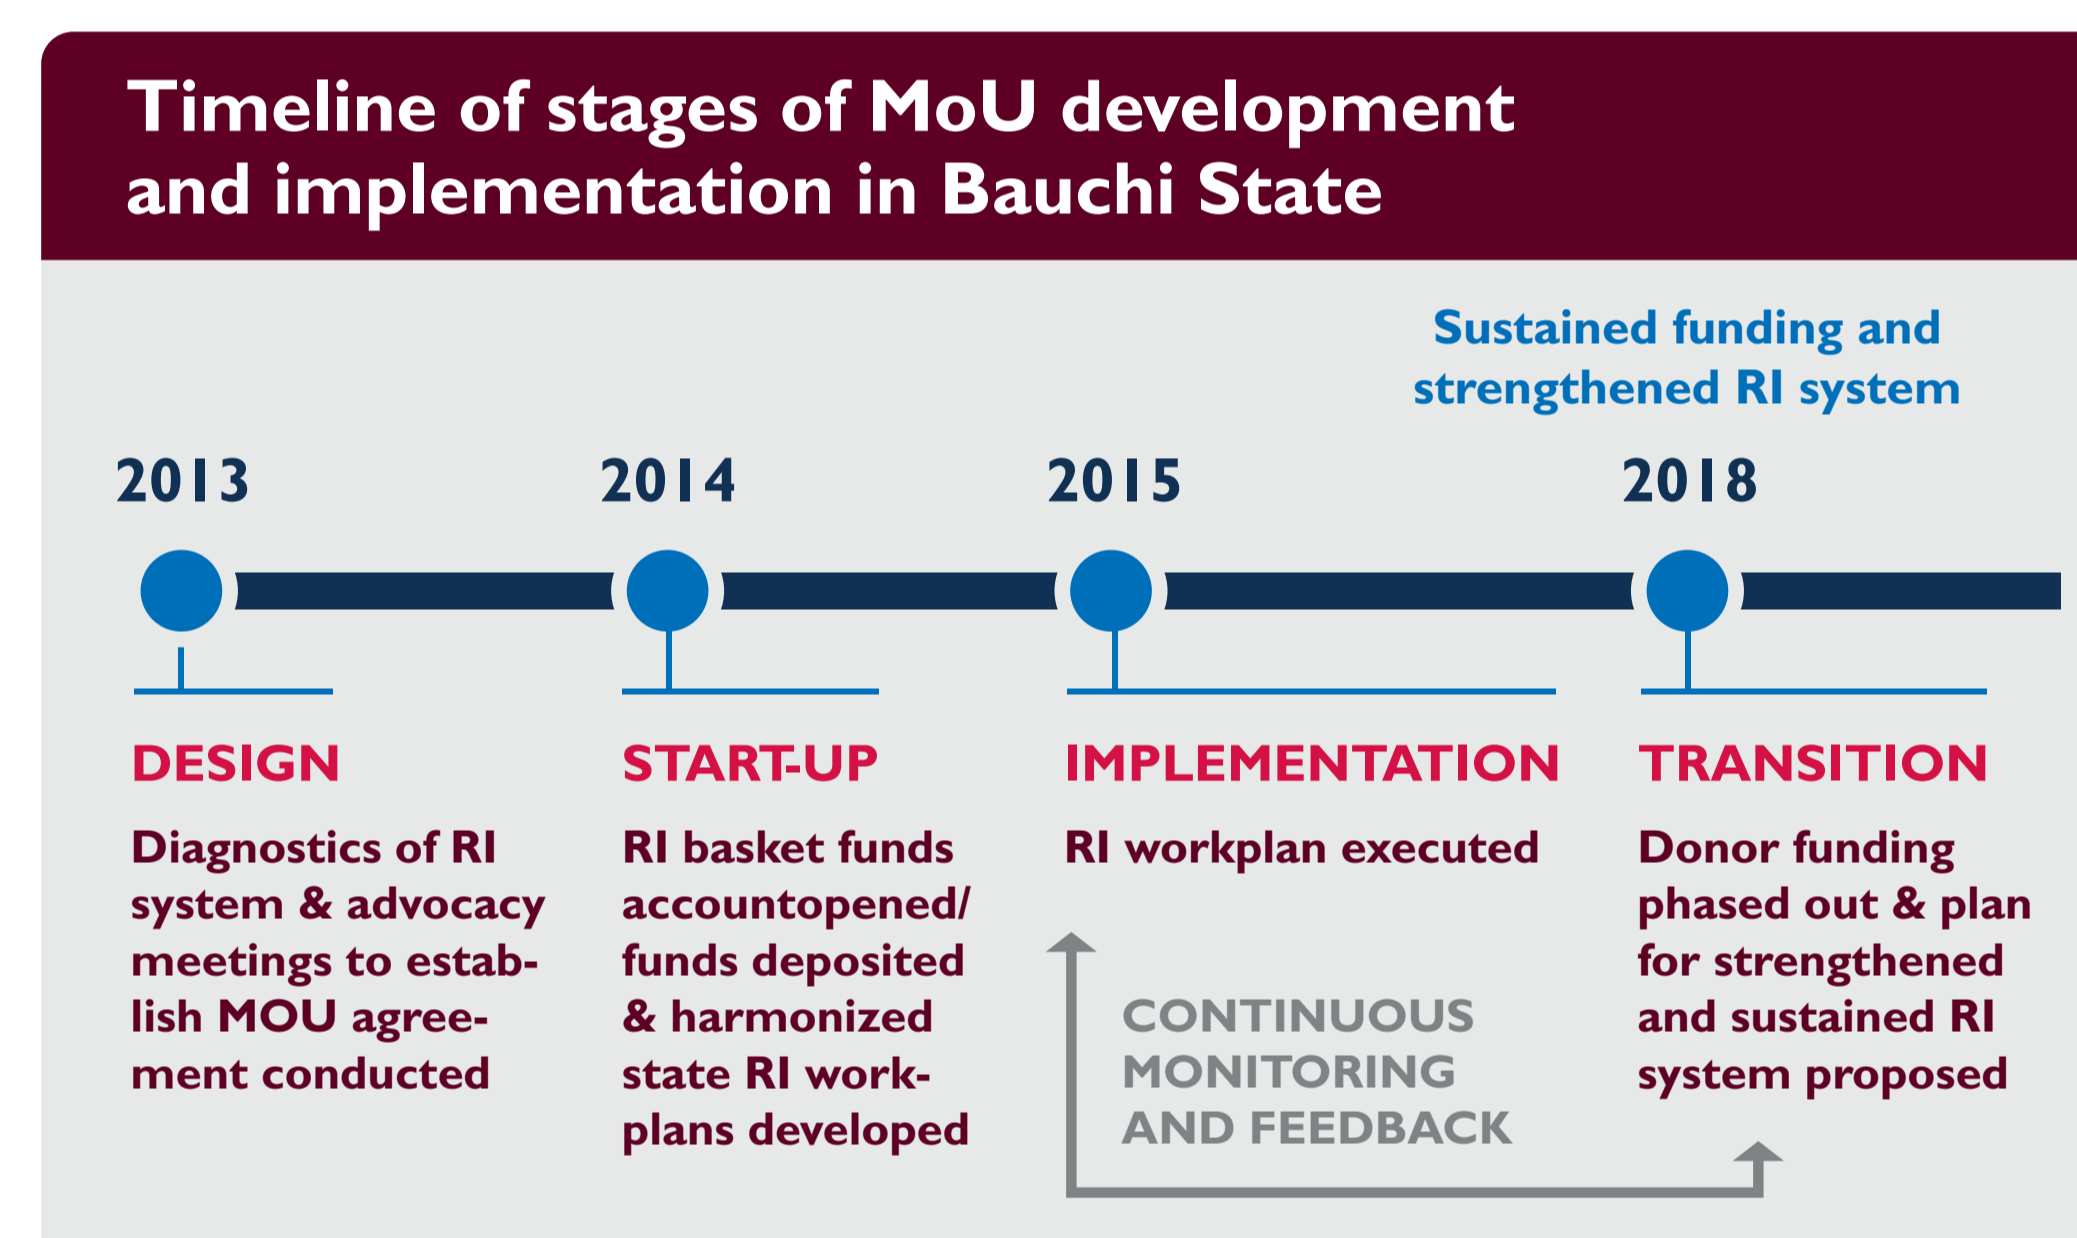 Timeline of stages of MoU development
and implementation in Bauchi State
Sustained funding and
strengthened RI system
2013
2014
2015
2018
DESIGN
Diagnostics of RI
system & advocacy
meetings to estab-
lish MOU agree-
ment conducted
START-UP
RI basket funds
accountopened/
funds deposited
& harmonized
state RI work-
plans developed
IMPLEMENTATION
RI workplan executed
CONTINUOUS
MONITORING
AND FEEDBACK
TRANSITION
Donor funding
phased out & plan
for strengthened
and sustained RI
system proposed